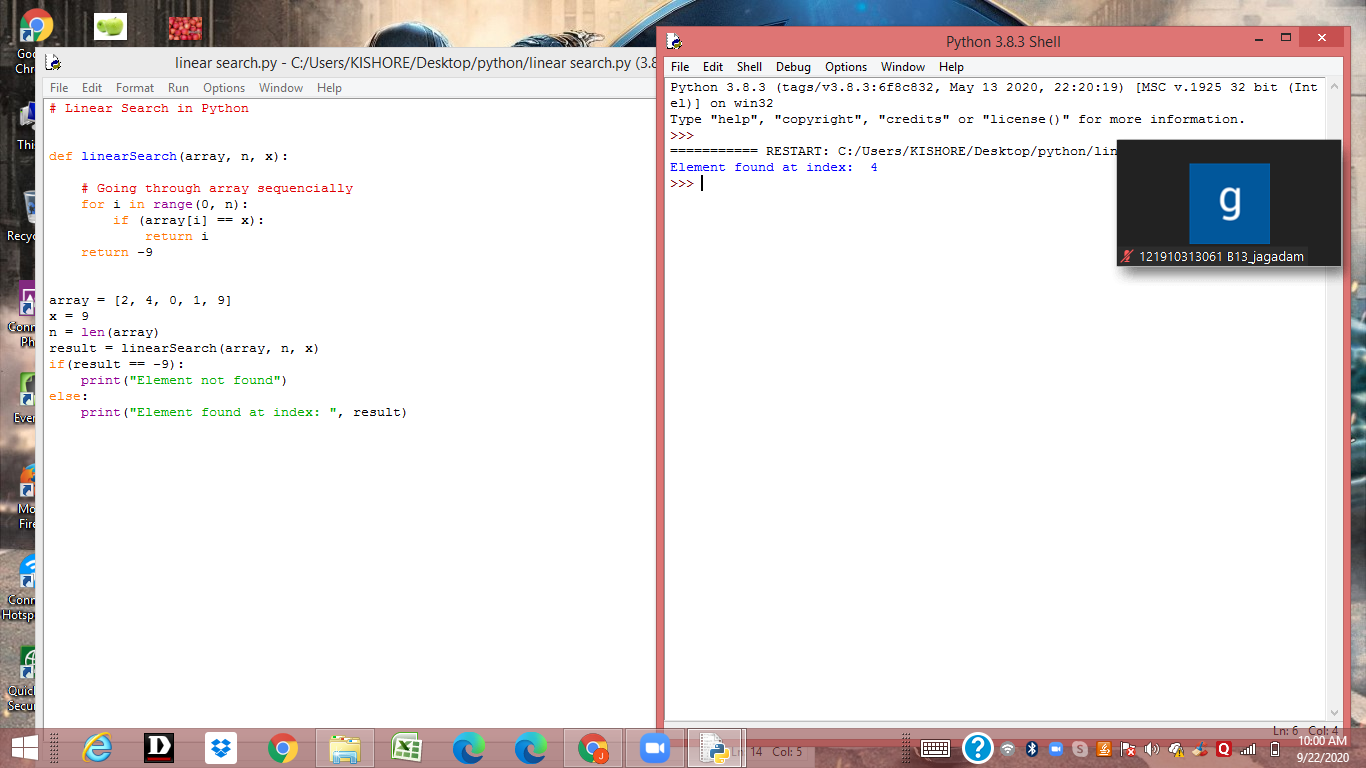 Goo
Chr
Thi
Recyc
Conn
Ph
Ever
Mo
Fire
Conn
Hotsp
Quic
Secur
linear search.py - C:/Users/KISHORE/Desktop/python/linear search.py (3.8
File Edit Format Run Options Window Help
# Linear Search in Python
def linearSearch(array, n, x):
    # Going through array sequencially
    for i in range(0, n):
        if (array[i] == x):
            return i
    return -9
array = [2, 4, 0, 1, 9]
x = 9
n = len(array)
result = linearSearch(array, n, x)
if(result == -9):
    print("Element not found")
else:
    print("Element found at index: ", result)
Python 3.8.3 Shell
File Edit Shell Debug Options Window Help
Python 3.8.3 (tags/v3.8.3:6f8c832, May 13 2020, 22:20:19) [MSC v.1925 32 bit (Int
el)] on win32
Type "help", "copyright", "credits" or "license()" for more information.
>>>
=========== RESTART: C:/Users/KISHORE/Desktop/python/lin
Element found at index:  4
>>>
g
121910313061 B13_jagadam
Ln: 6 Col: 4
Ln: 14 Col: 5
10:00 AM
9/22/2020